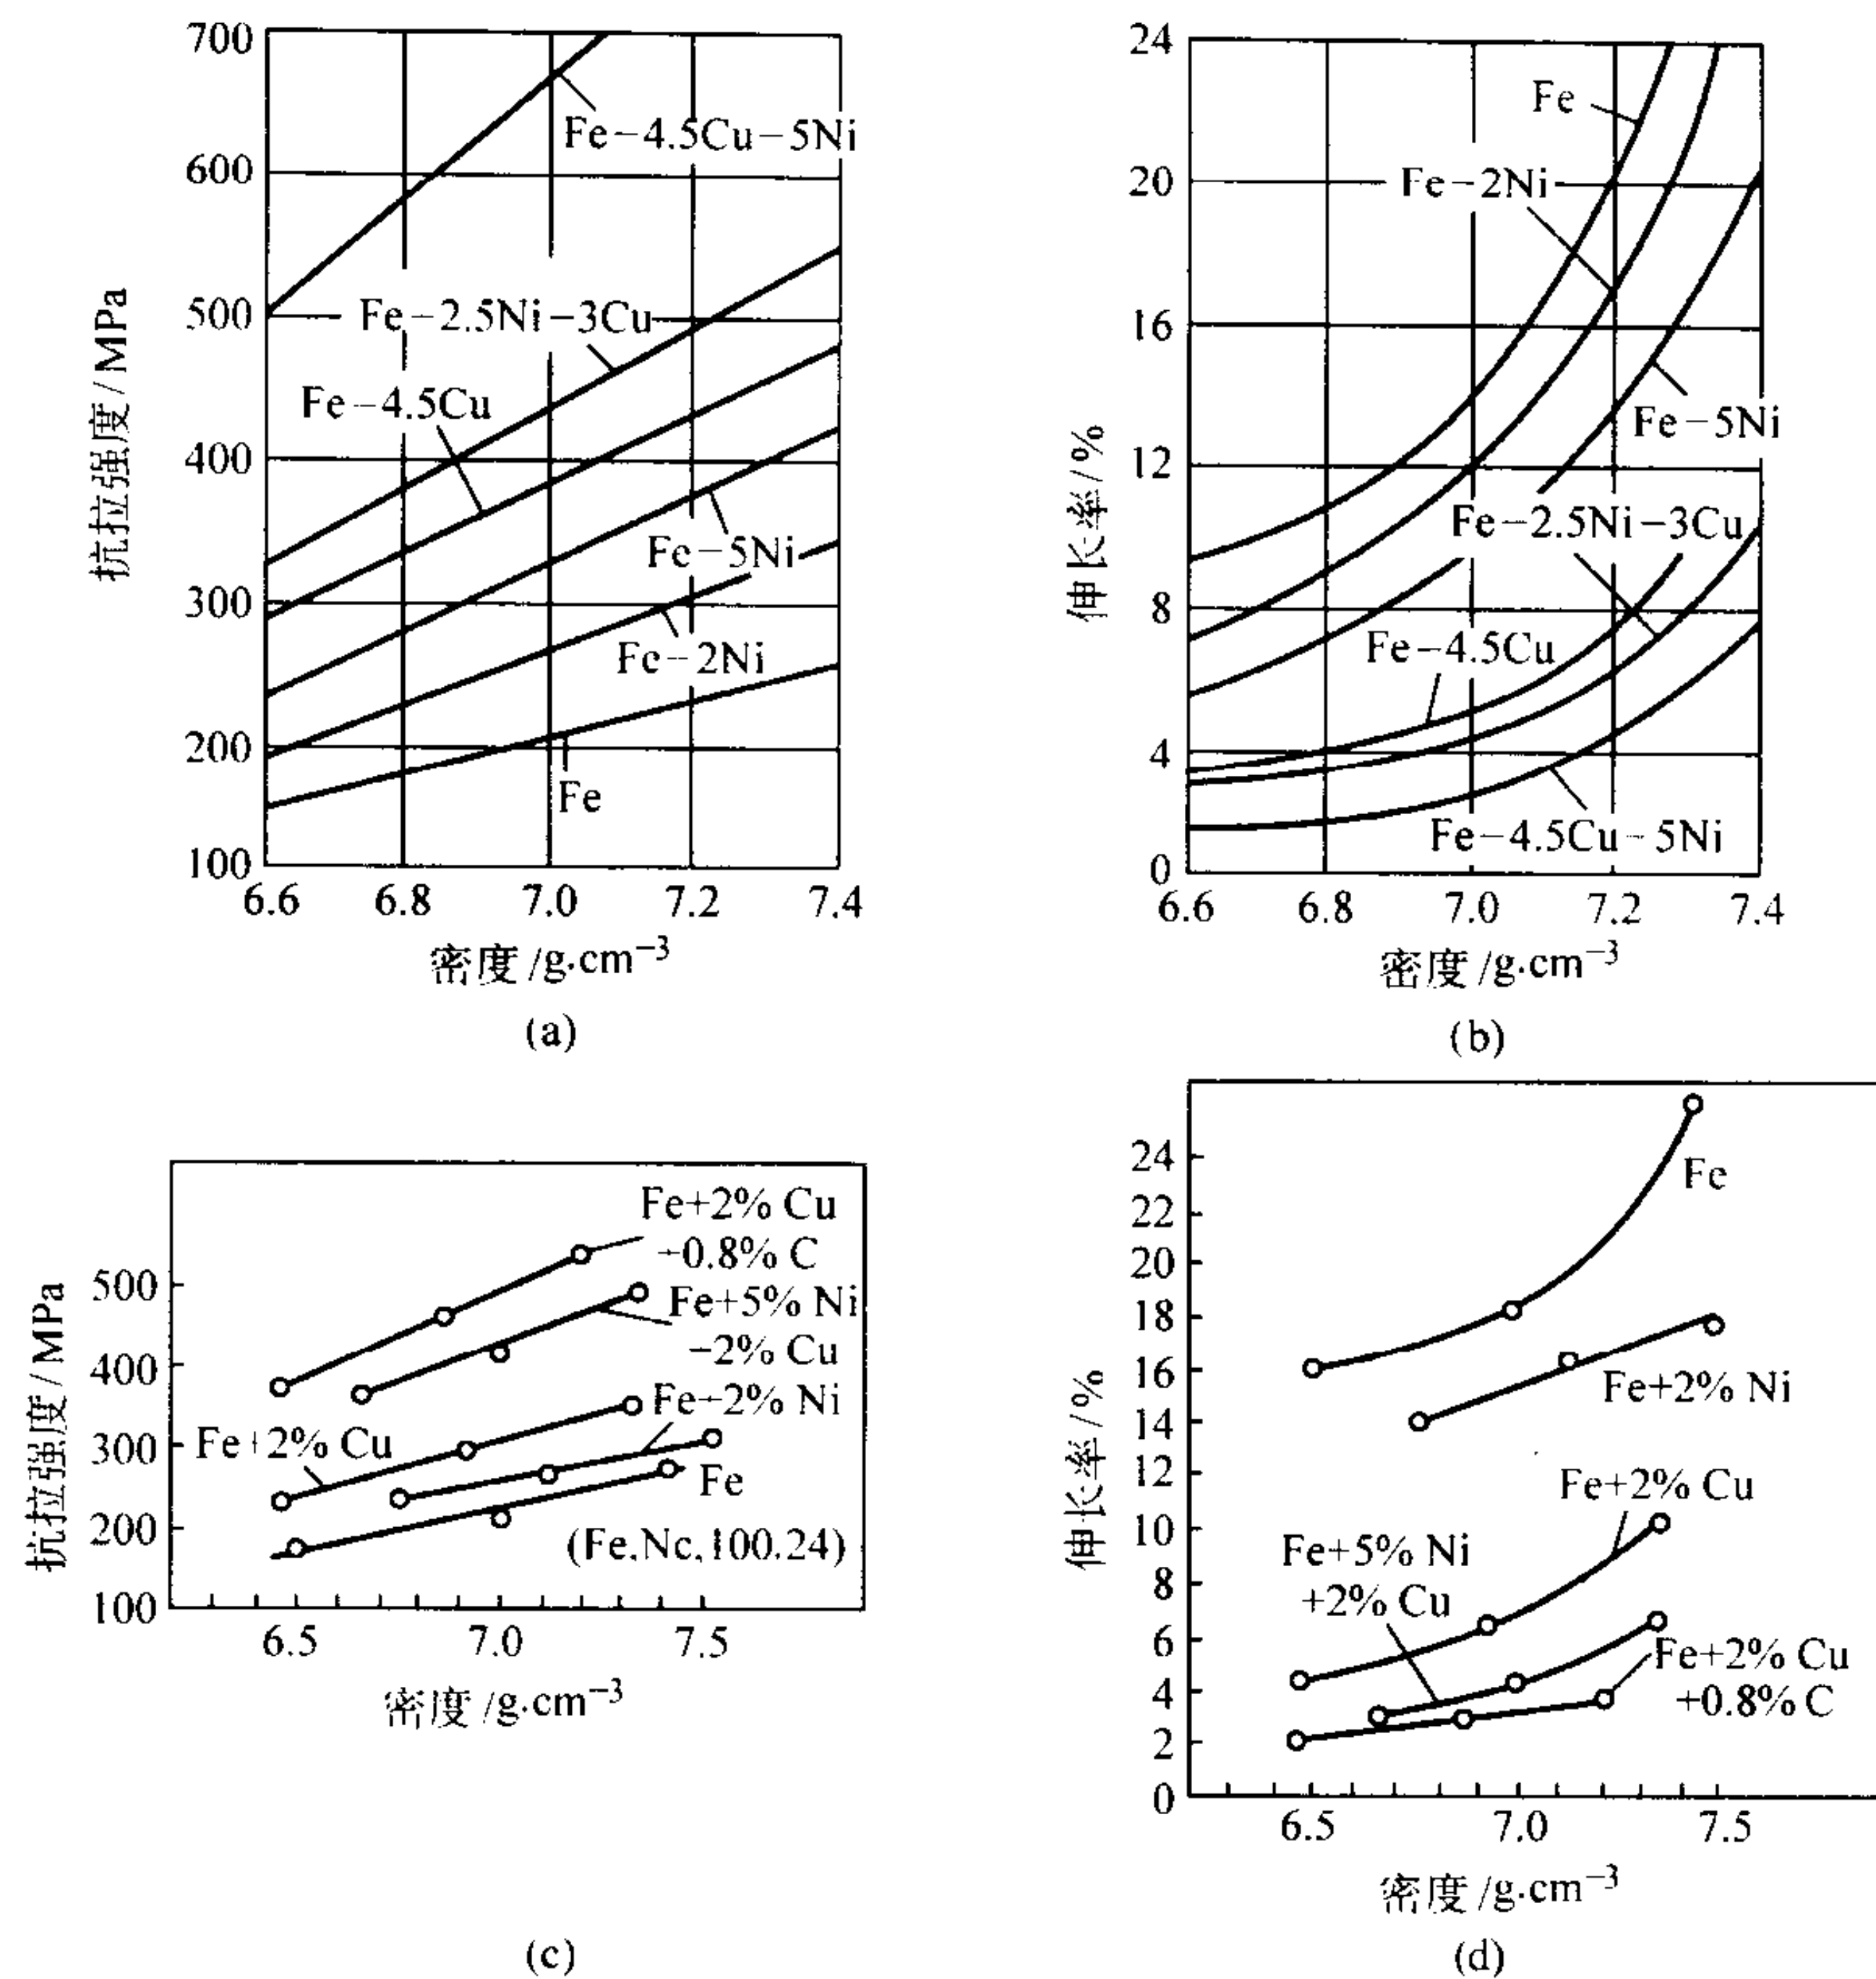 700
600
500
400
300
200
100
抗拉强度/MPa
Fe-4.5Cu-5Ni
Fe-2.5Ni-3Cu
Fe-4.5Cu
Fe-5Ni
Fe-2Ni
Fe
6.6 6.8 7.0 7.2 7.4
密度/g·cm⁻³
(a)
24
20
16
12
8
4
0
伸长率/%
Fe
Fe-2Ni
Fe-5Ni
Fe-2.5Ni-3Cu
Fe-4.5Cu
Fe-4.5Cu-5Ni
6.6 6.8 7.0 7.2 7.4
密度/g·cm⁻³
(b)
500
400
300
200
100
抗拉强度/MPa
Fe+2% Cu
+0.8% C
Fe+5% Ni
+2% Cu
Fe+2% Ni
Fe+2% Cu
Fe
(Fe,Nc,100.24)
6.5 7.0 7.5
密度/g·cm⁻³
(c)
24
22
20
18
16
14
12
10
8
6
4
2
0
伸长率/%
Fe
Fe+2% Ni
Fe+2% Cu
Fe+5% Ni
+2% Cu
Fe+2% Cu
+0.8% C
6.5 7.0 7.5
密度/g·cm⁻³
(d)